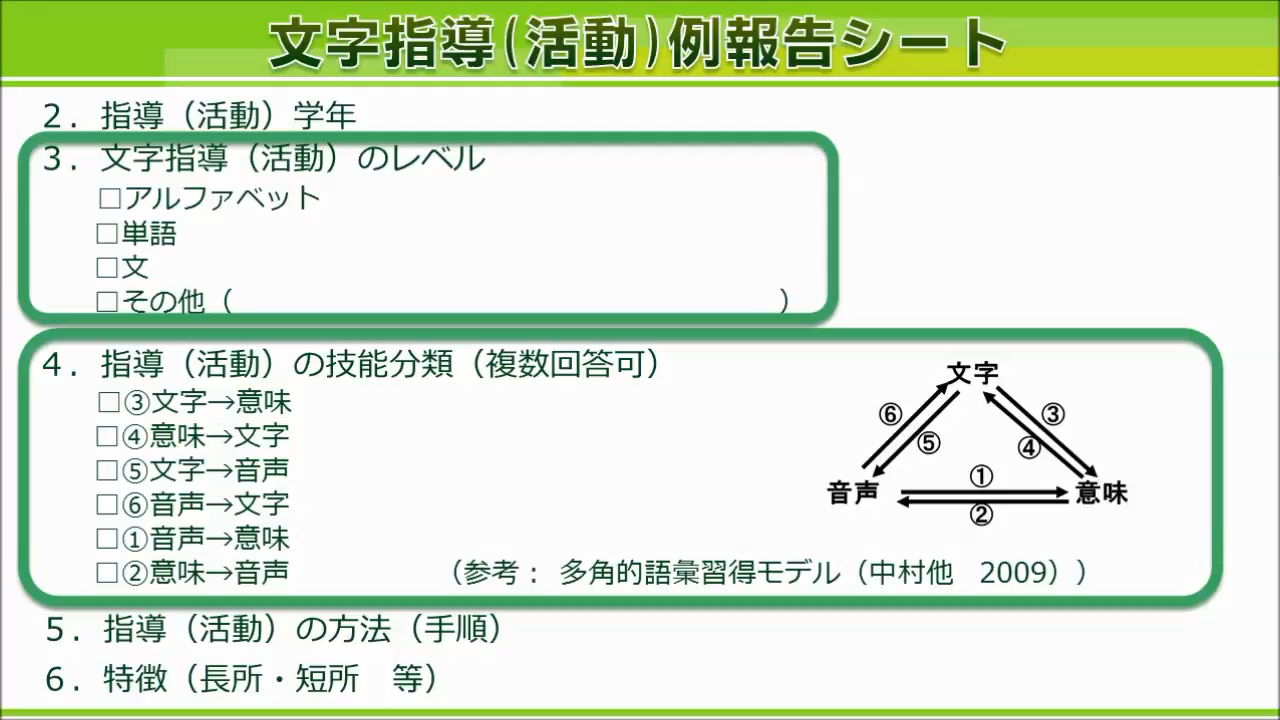 文字指導(活動)例報告シート
２．指導（活動）学年
３．文字指導（活動）のレベル
□アルファベット
□単語
□文
□その他（　　　　　　　　　　　　　　　　　　　　）
４．指導（活動）の技能分類（複数回答可）
□③文字→意味
□④意味→文字
□⑤文字→音声
□⑥音声→文字
□①音声→意味
□②意味→音声
文字
⑥
③
⑤
④
音声
①
意味
②
（参考： 多角的語彙習得モデル（中村他　2009））
５．指導（活動）の方法（手順）
６．特徴（長所・短所　等）